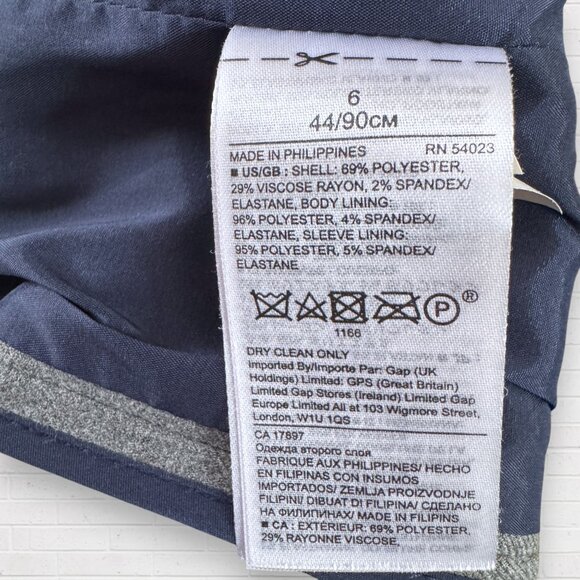 6
44/90CM
MADE IN PHILIPPINES RN 54023
■ US/GB : SHELL: 69% POLYESTER,
29% VISCOSE RAYON, 2% SPANDEX/
ELASTANE, BODY LINING:
96% POLYESTER, 4% SPANDEX/
ELASTANE, SLEEVE LINING:
95% POLYESTER, 5% SPANDEX/
ELASTANE
P ®
1166
DRY CLEAN ONLY
Imported By/Importe Par: Gap (UK
Holdings) Limited: GPS (Great Britain)
Limited Gap Stores (Ireland) Limited Gap
Europe Limited All at 103 Wigmore Street,
London, W1U 1QS
CA 17897
Одежда второго слоя
FABRIQUE AUX PHILIPPINES/ HECHO
EN FILIPINAS CON INSUMOS
IMPORTADOS/ ZEMLJA PROIZVODNJE
FILIPINI/ DIBUAT DI FILIPINA/ СДЕЛАНО
НА ФИЛИПИНАХ/ MADE IN FILIPINS
■ CA : EXTÉRIEUR: 69% POLYESTER,
29% RAYONNE VISCOSE,